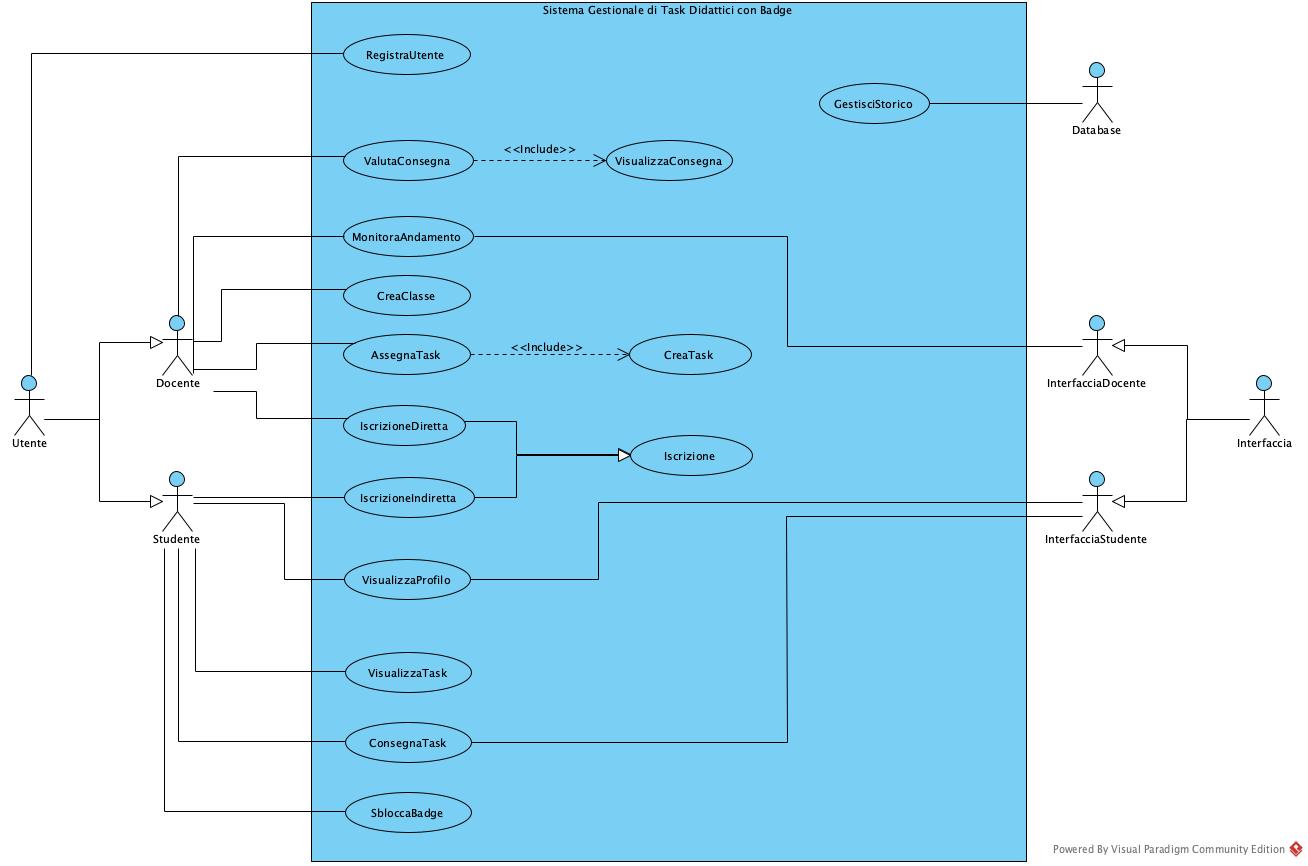 Sistema Gestionale di Task Didattici con Badge
RegistraUtente
GestisciStorico
Database
ValutaConsegna
<<Include>>
VisualizzaConsegna
MonitoraAndamento
CreaClasse
Docente
AssegnaTask
<<Include>>
CreaTask
InterfacciaDocente
Utente
IscrizioneDiretta
Iscrizione
Interfaccia
IscrizioneIndiretta
Studente
InterfacciaStudente
VisualizzaProfilo
VisualizzaTask
ConsegnaTask
SbloccaBadge
Powered By Visual Paradigm Community Edition